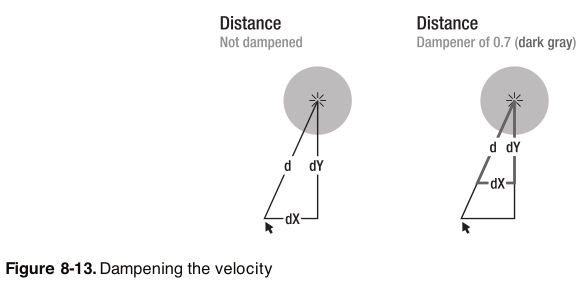 Distance
Not dampened
Distance
Dampener of 0.7 (dark gray)
d dY
dX
d dY
dX
Figure 8-13. Dampening the velocity